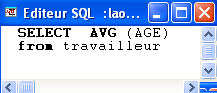 Editeur SQL :lao...
SELECT AVG (AGE)
from travailleur